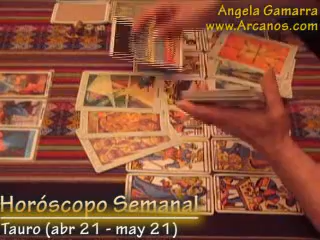 Angela Gamarra
www.Arcanos.com
Horóscopo Semanal
Tauro (abr 21 - may 21)